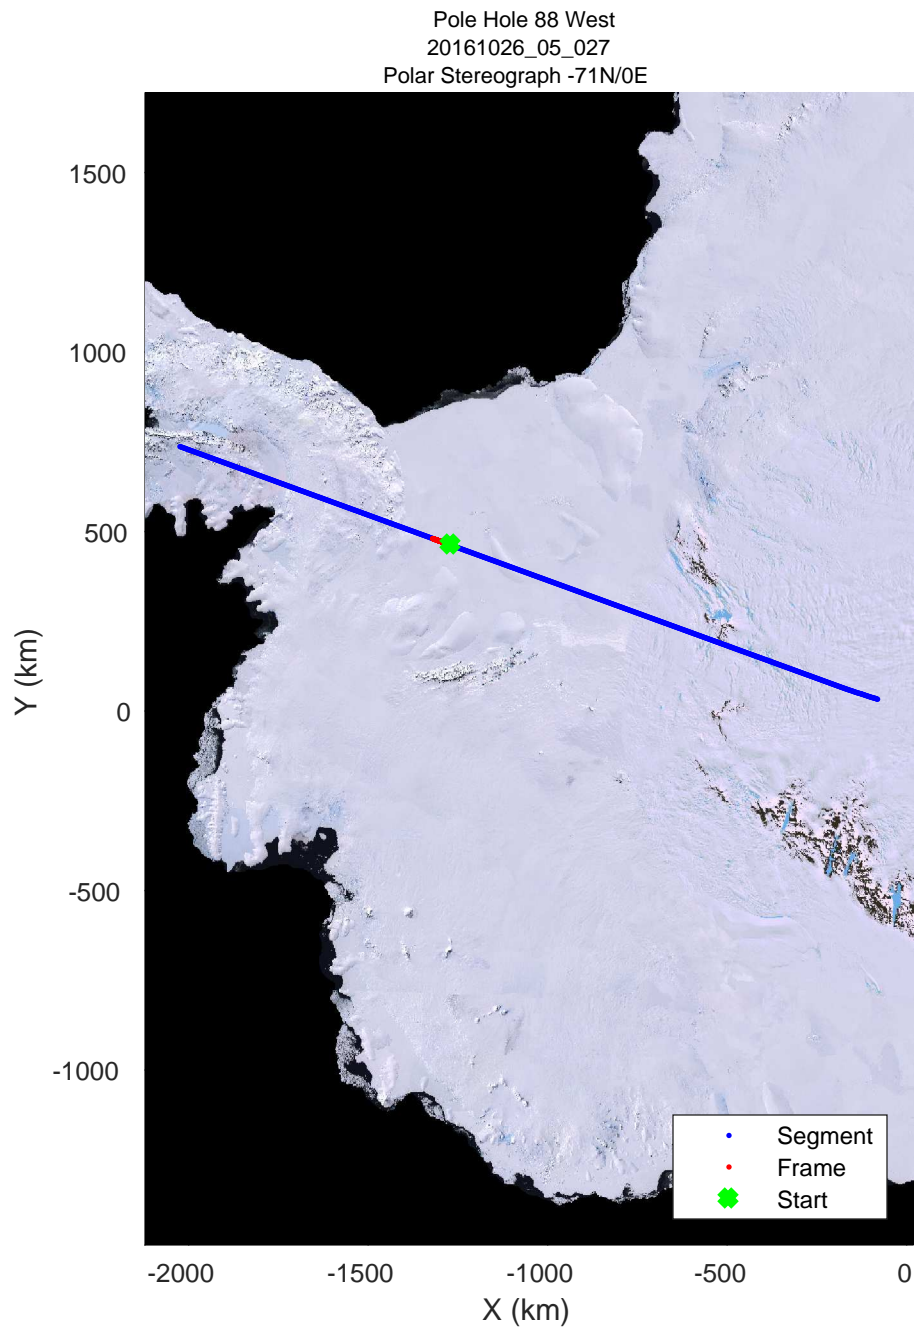 Pole Hole 88 West
20161026_05_027
Polar Stereograph -71N/0E
1500
1000
500
0
-500
-1000
Y (km)
-2000
-1500
-1000
-500
0
X (km)
Segment
Frame
Start